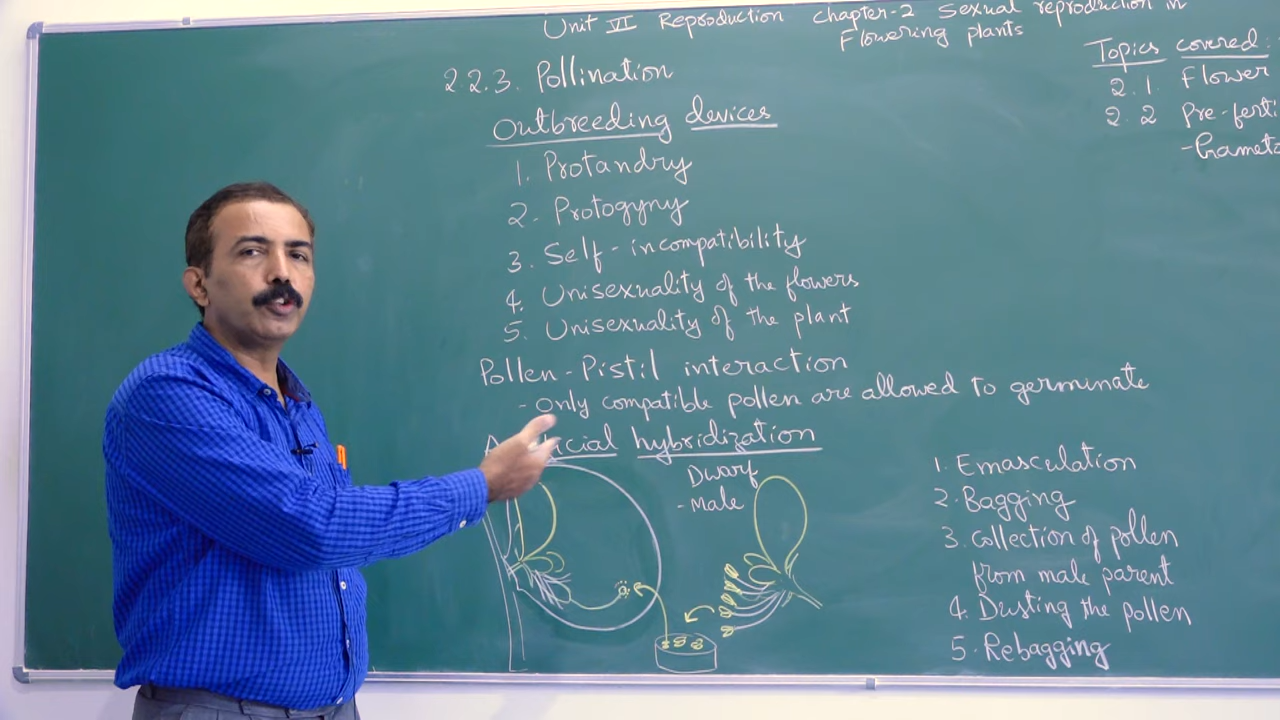 Unit VI Reproduction chapter-2 Sexual reproduction in
Flowering plants
Topics covered:
2.1. Flower
2.2 Pre-ferti
-Gameto
2.2.3. Pollination
Outbreeding devices
1. Protandry
2. Protogyny
3. Self-incompatibility
4. Unisexuality of the flowers
5. Unisexuality of the plant
Pollen-Pistil interaction
- Only compatible pollen are allowed to germinate
hybridization
Dwarf
- Male
1. Emasculation
2. Bagging
3. collection of pollen
from male parent
4. Dusting the pollen
5. Rebagging